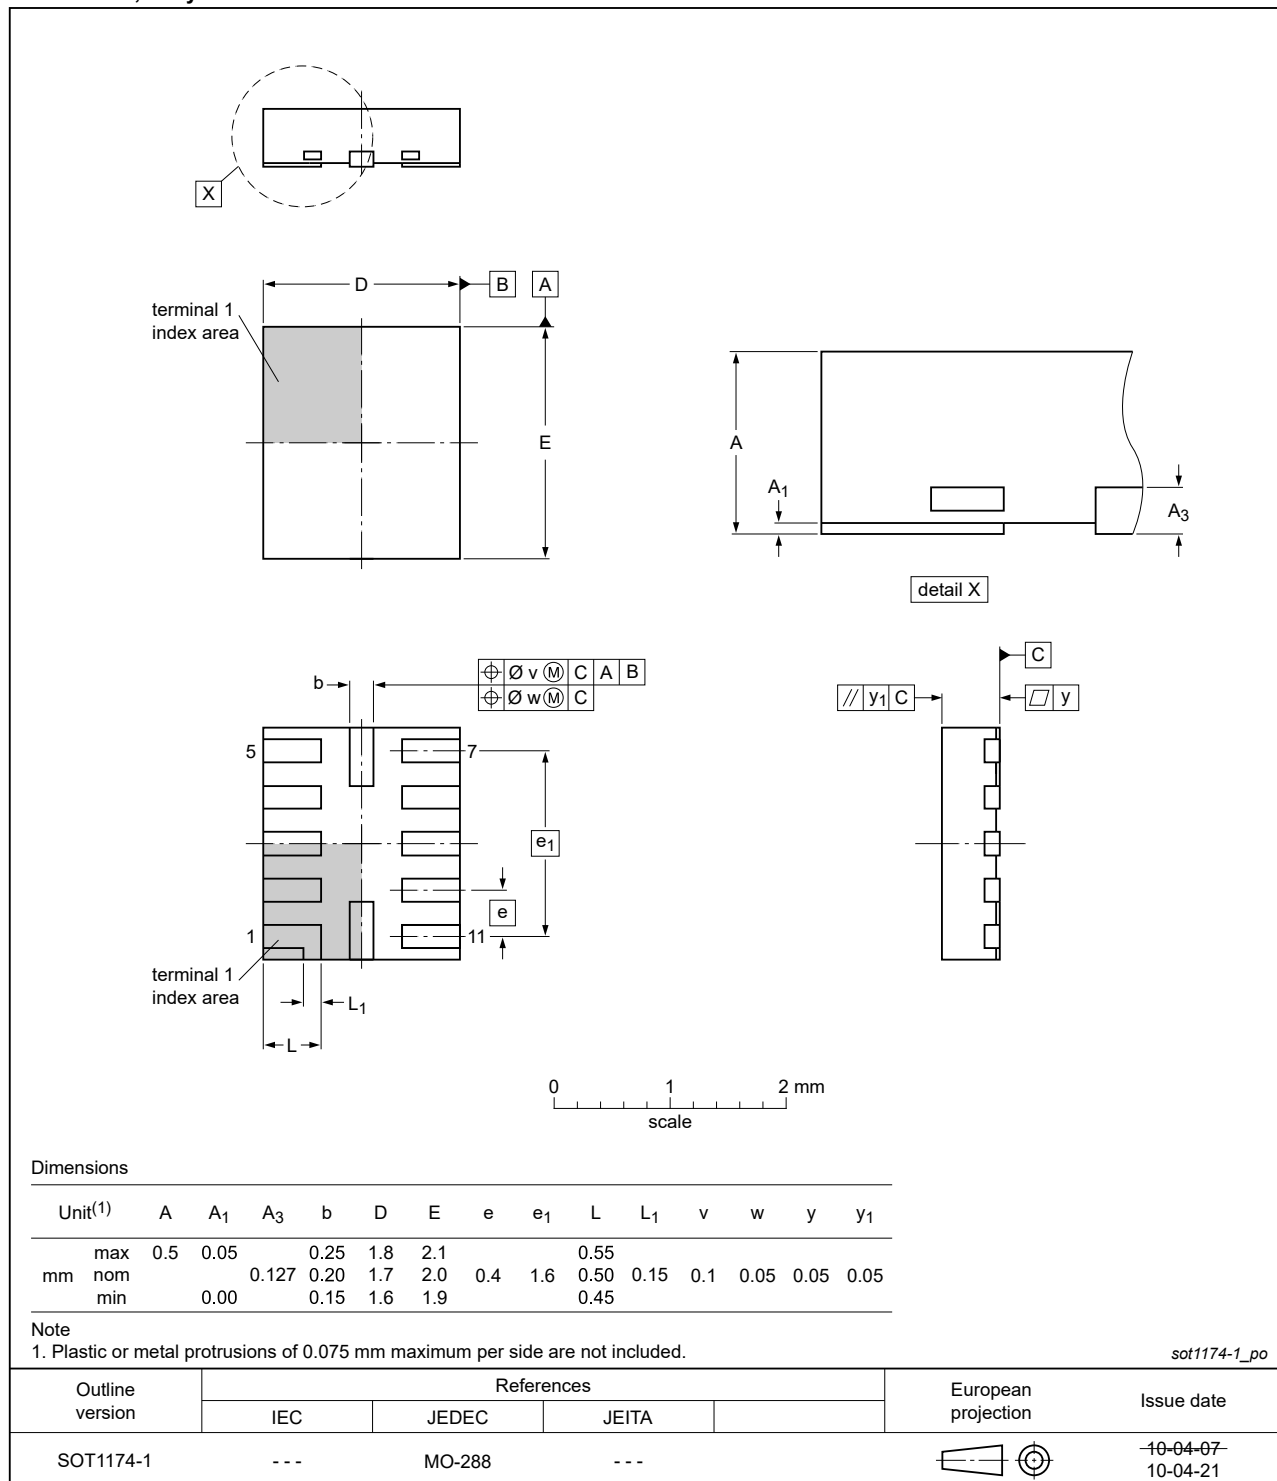 X
D
B
A
terminal 1
index area
E
A
A1
A3
detail X
C
b
Ø v Ⓜ C A B
Ø w Ⓜ C
// y1 C
y
5
7
e1
e
1
11
terminal 1
index area
L1
L
0 1 2 mm
scale
Dimensions
Unit(1) A A1 A3 b D E e e1 L L1 v w y y1
max 0.5 0.05 0.25 1.8 2.1 0.55
mm nom 0.127 0.20 1.7 2.0 0.4 1.6 0.50 0.15 0.1 0.05 0.05 0.05
min 0.00 0.15 1.6 1.9 0.45
Note
1. Plastic or metal protrusions of 0.075 mm maximum per side are not included.
sot1174-1_po
Outline version References European projection Issue date
IEC JEDEC JEITA
SOT1174-1 - - - MO-288 - - - 10-04-07
10-04-21